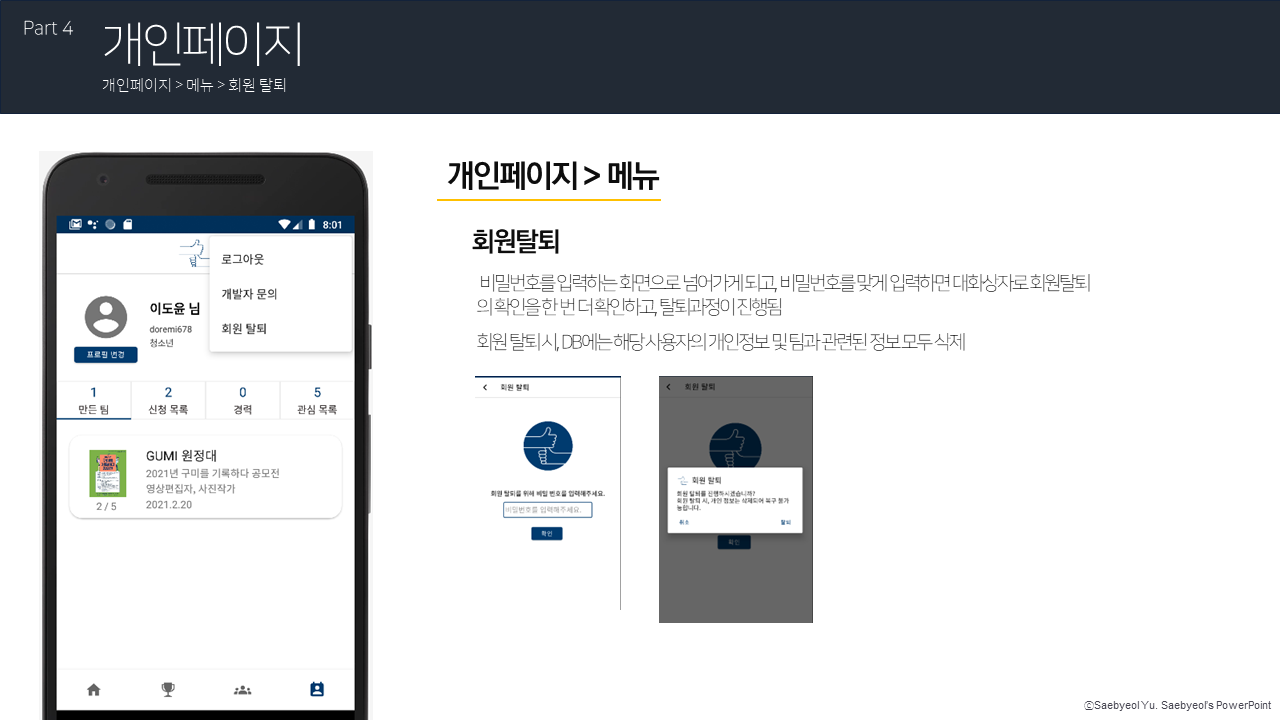 Part 4
개인페이지
개인페이지 > 메뉴 > 회원 탈퇴
8:01
로그아웃
개발자 문의
회원 탈퇴
이도윤 님
doremi678
청소년
프로필 변경
1
만든 팀
2
신청 목록
0
경력
5
관심 목록
GUMI 원정대
2021년 구미를 기록하다 공모전
영상편집자, 사진작가
2021.2.20
2 / 5
개인페이지 > 메뉴
회원탈퇴
비밀번호를 입력하는 화면으로 넘어가게 되고, 비밀번호를 맞게 입력하면 대화상자로 회원탈퇴
의 확인을 한 번 더 확인하고, 탈퇴과정이 진행됨
회원 탈퇴 시, DB에는 해당 사용자의 개인정보 및 팀과 관련된 정보 모두 삭제
회원 탈퇴
회원 탈퇴를 위해 비밀 번호를 입력해주세요.
비밀번호를 입력해주세요.
확인
회원 탈퇴
회원 탈퇴
회원 탈퇴를 진행하시겠습니까?
회원 탈퇴 시, 개인 정보는 삭제되어 복구 불가
능합니다.
취소
탈퇴
확인
ⓒSaebyeol Yu. Saebyeol's PowerPoint